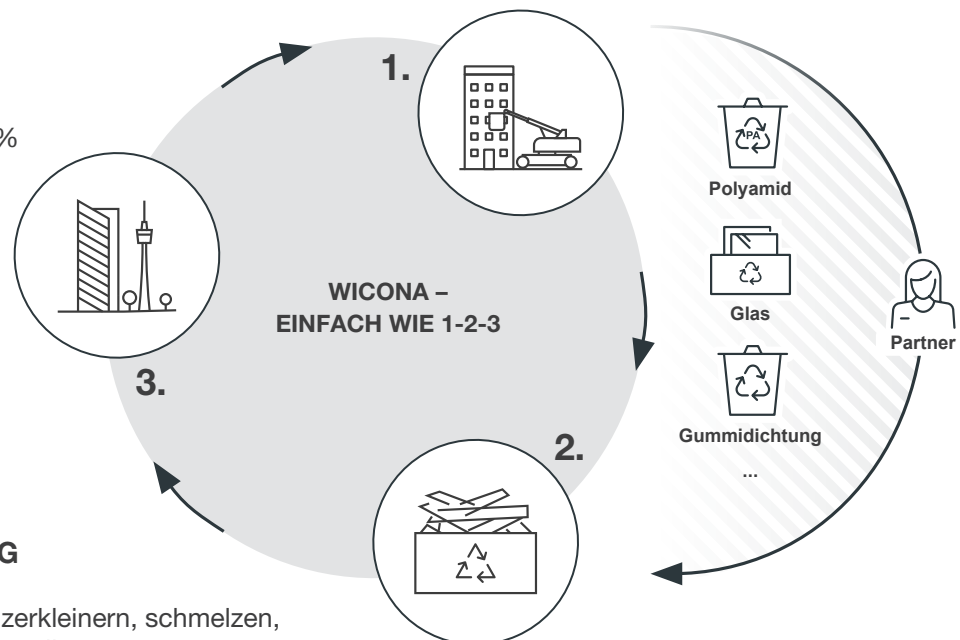 1.
%
PA
Polyamid
WICONA –
EINFACH WIE 1-2-3
Glas
Partner
3.
Gummidichtung
2.
...
G
zerkleinern, schmelzen,